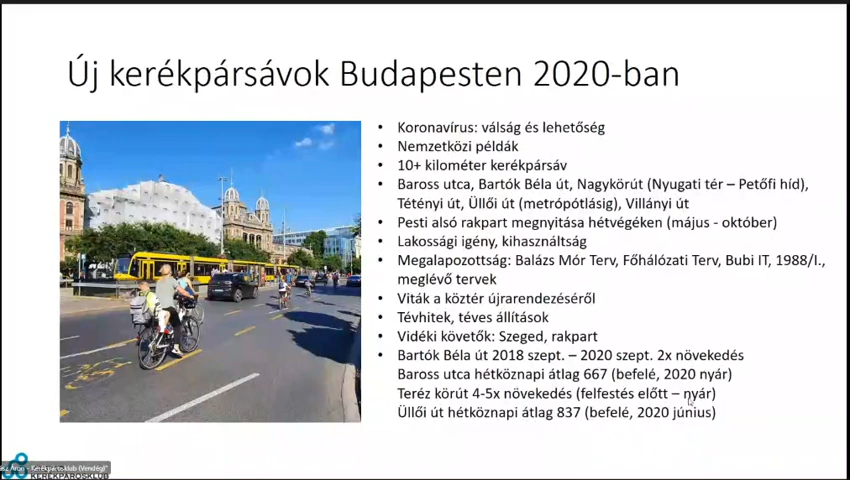 Új kerékpársávok Budapesten 2020-ban
• Koronavírus: válság és lehetőség
• Nemzetközi példák
• 10+ kilométer kerékpársáv
• Baross utca, Bartók Béla út, Nagykörút (Nyugati tér – Petőfi híd),
Tétényi út, Üllői út (metrópótlásig), Villányi út
• Pesti alsó rakpart megnyitása hétvégéken (május - október)
• Lakossági igény, kihasználtság
• Megalapozottság: Balázs Mór Terv, Főhálózati Terv, Bubi IT, 1988/I.,
meglévő tervek
• Viták a köztér újrarendezéséről
• Tévhitek, téves állítások
• Vidéki követők: Szeged, rakpart
• Bartók Béla út 2018 szept. – 2020 szept. 2x növekedés
Baross utca hétköznapi átlag 667 (befelé, 2020 nyár)
Teréz körút 4-5x növekedés (felfestés előtt – nyár)
Üllői út hétköznapi átlag 837 (befelé, 2020 június)
Áron - Kerékpárosklub (Vendég)"
KERÉKPÁROSKLUB